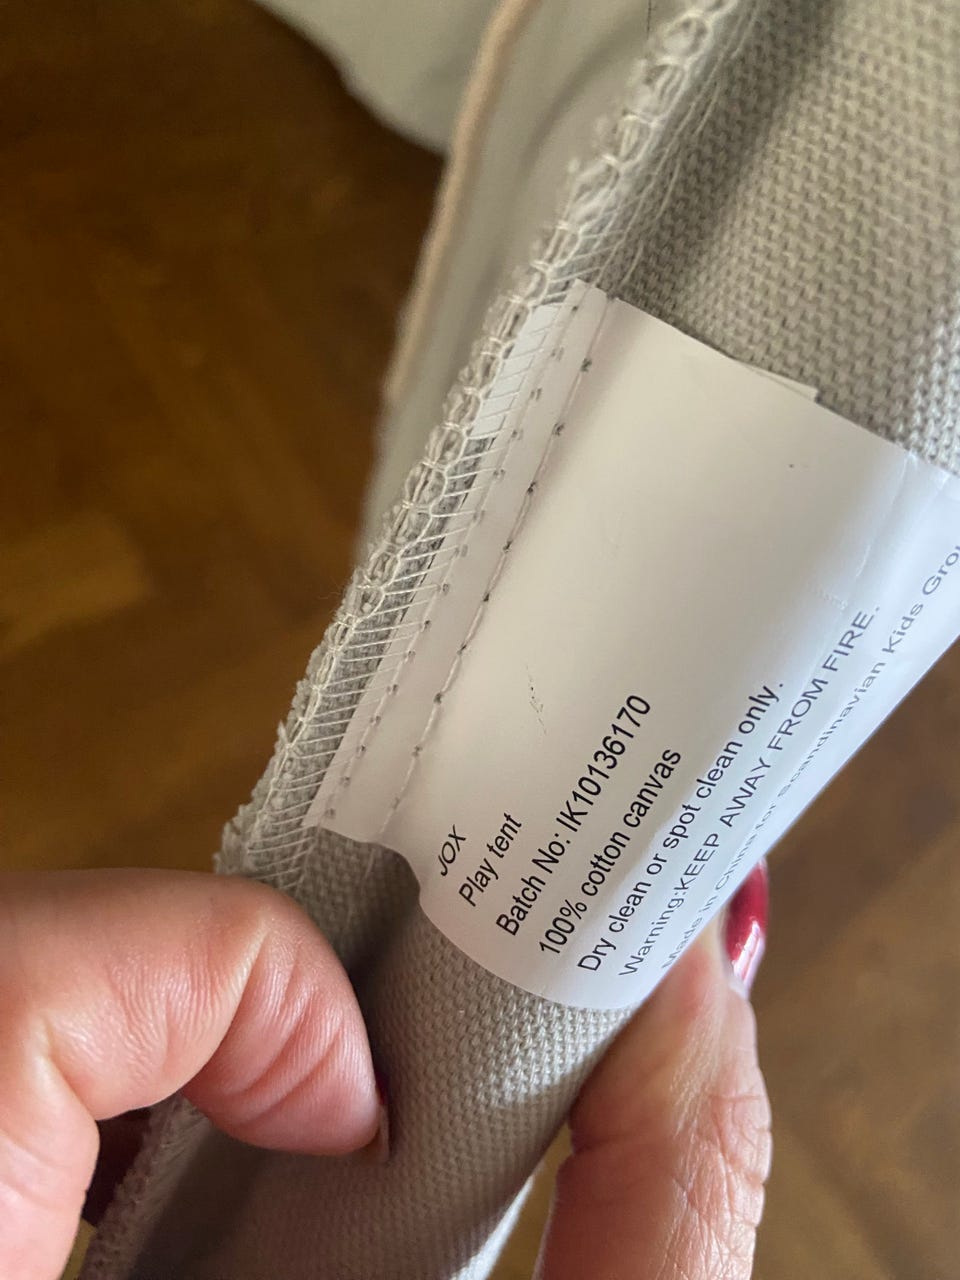 JOX
Play tent
Batch No: IK10136170
100% cotton canvas
Dry clean or spot clean only.
Warning:KEEP AWAY FROM FIRE.
Made in China for Scandinavian Kids